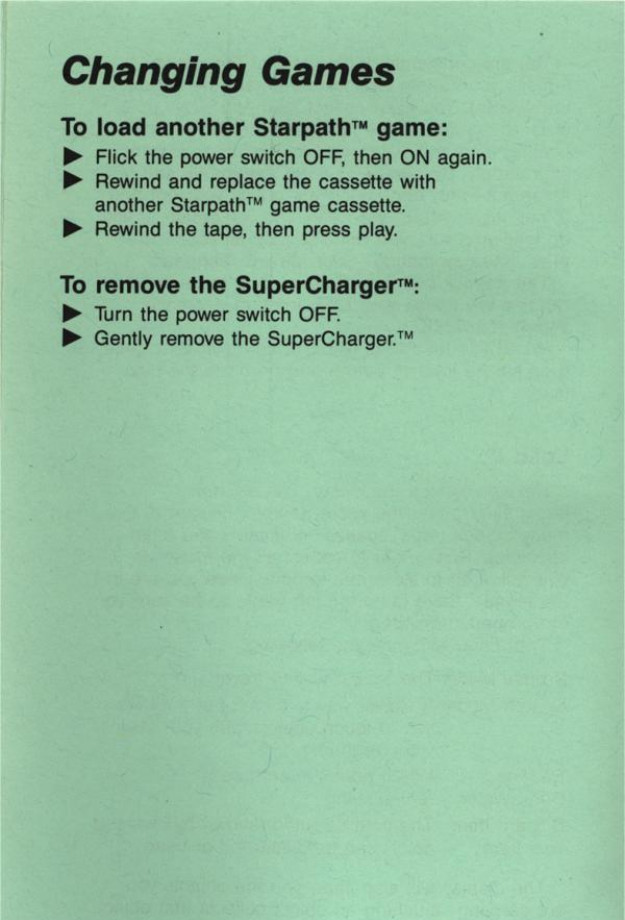 Changing Games
To load another Starpath™ game:
▶ Flick the power switch OFF, then ON again.
▶ Rewind and replace the cassette with
another Starpath™ game cassette.
▶ Rewind the tape, then press play.
To remove the SuperCharger™:
▶ Turn the power switch OFF.
▶ Gently remove the SuperCharger.™